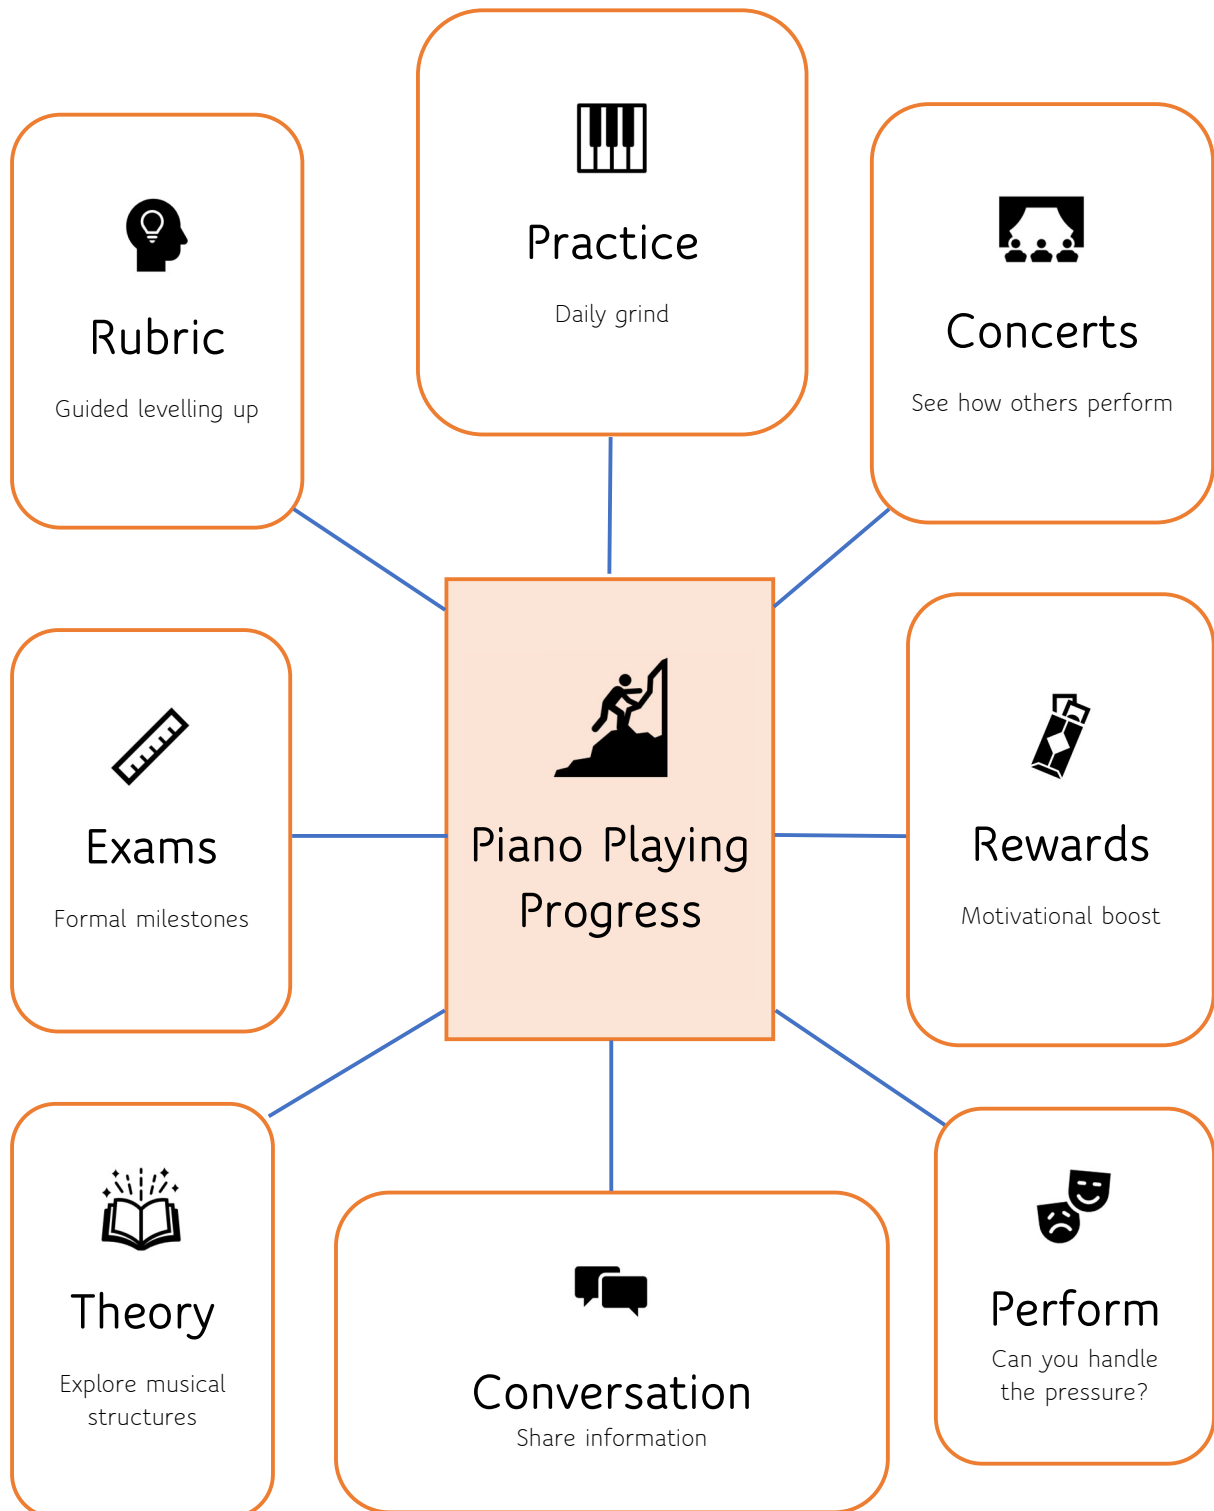 Practice
Daily grind
Rubric
Guided levelling up
Concerts
See how others perform
Piano Playing
Progress
Exams
Formal milestones
Rewards
Motivational boost
Theory
Explore musical
structures
Conversation
Share information
Perform
Can you handle
the pressure?